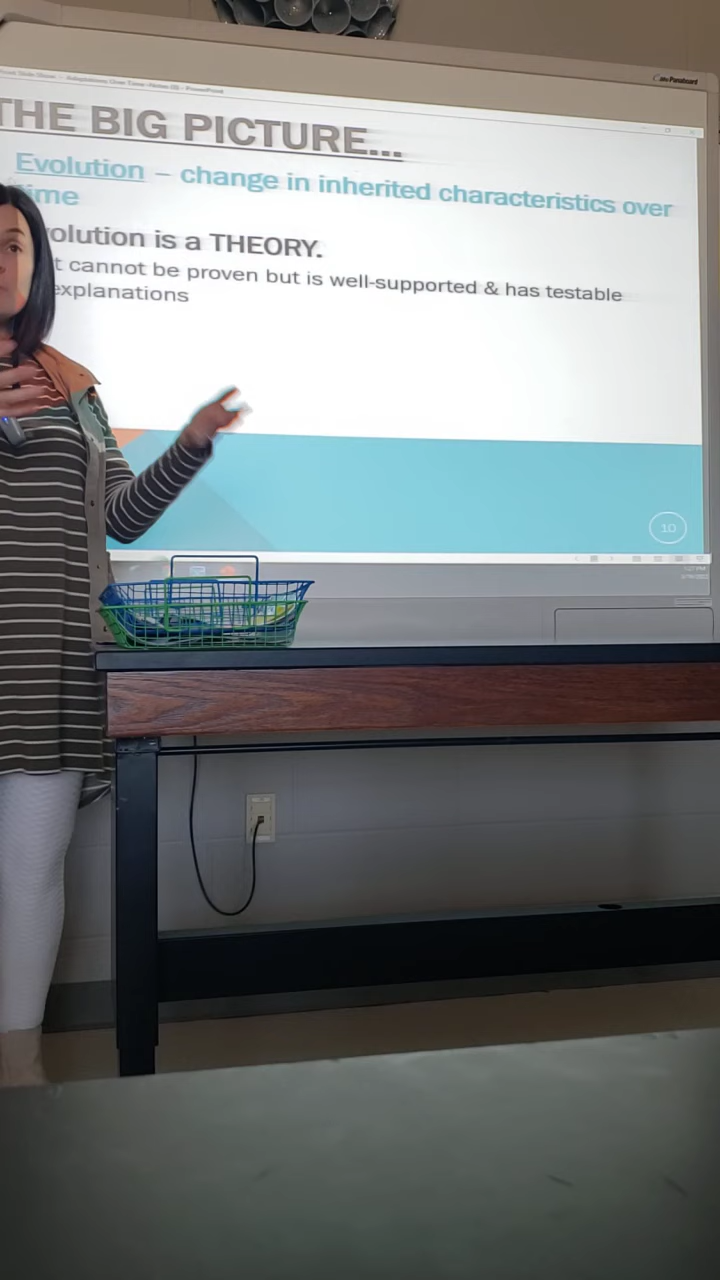 THE BIG PICTURE...
Evolution – change in inherited characteristics over
time
volution is a THEORY.
t cannot be proven but is well-supported & has testable
explanations
10